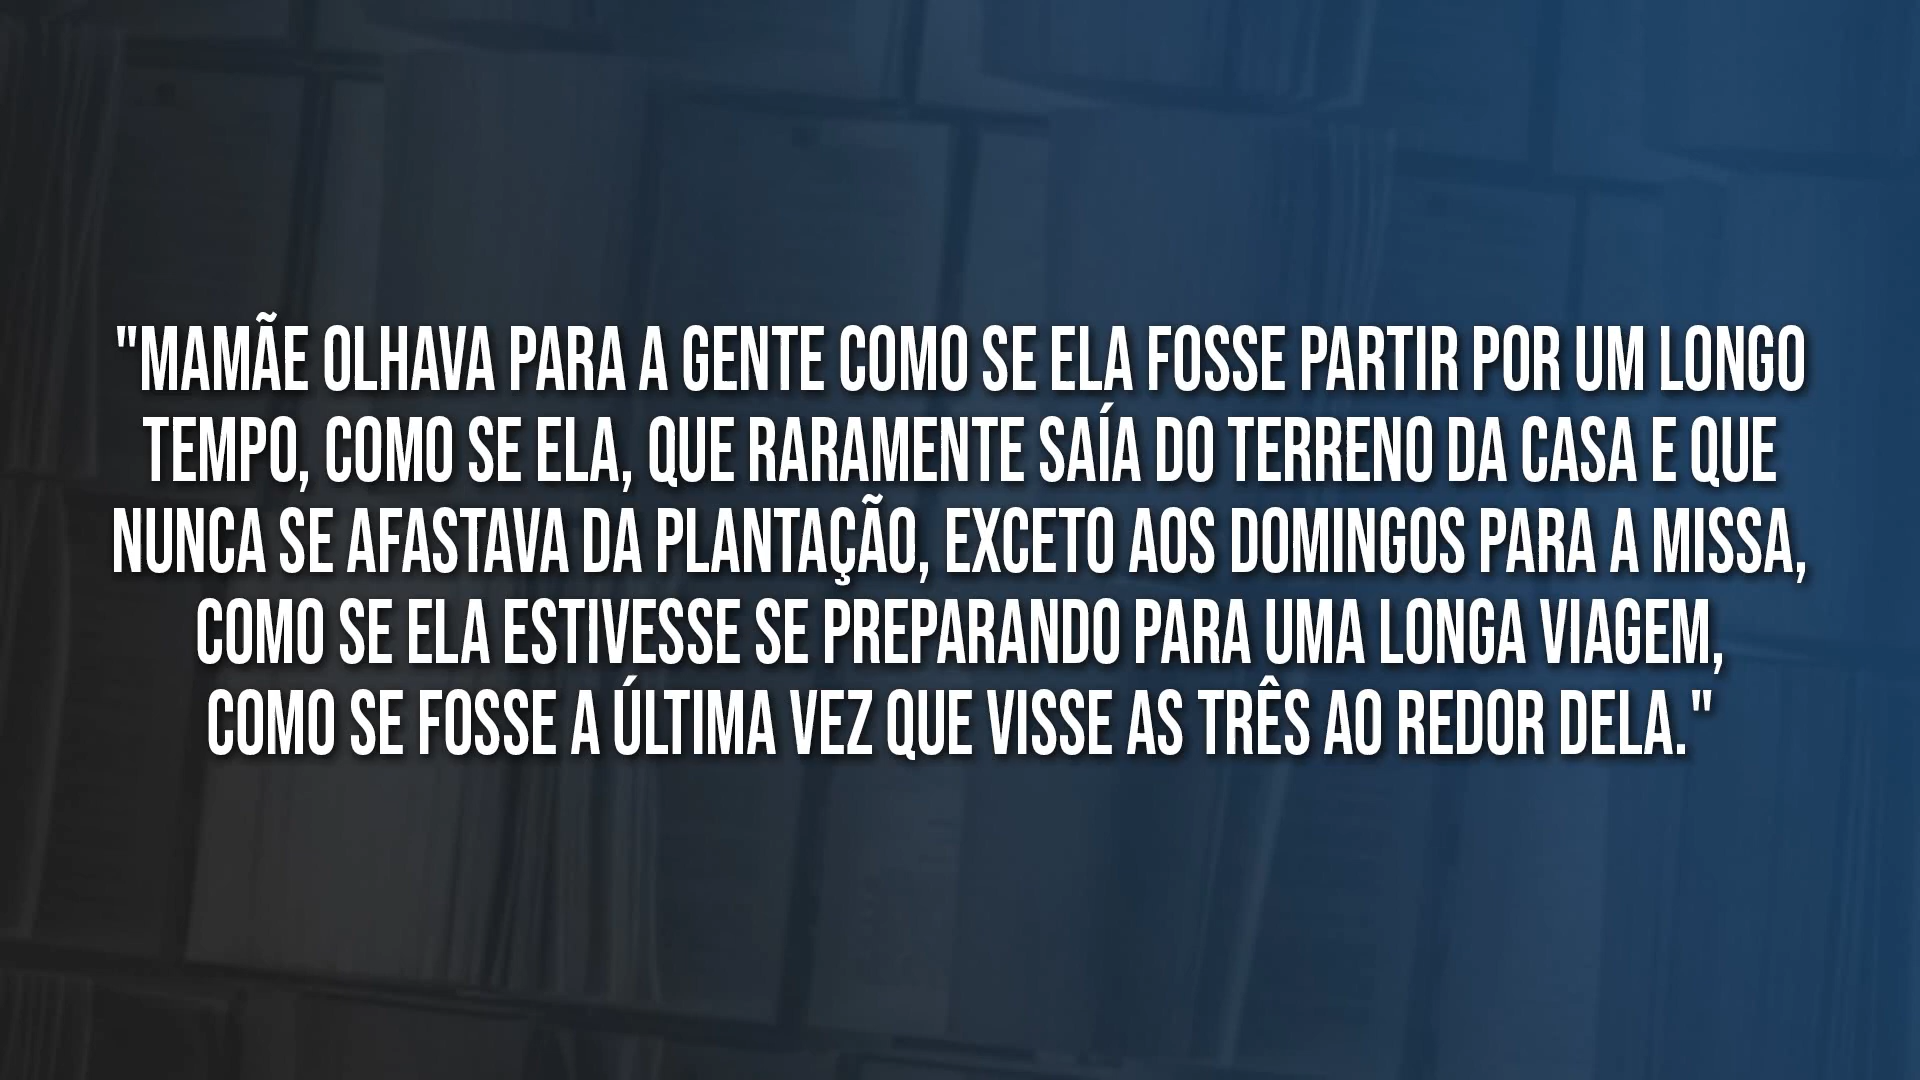 "MAMÃE OLHAVA PARA A GENTE COMO SE ELA FOSSE PARTIR POR UM LONGO
TEMPO, COMO SE ELA, QUE RARAMENTE SAÍA DO TERRENO DA CASA E QUE
NUNCA SE AFASTAVA DA PLANTAÇÃO, EXCETO AOS DOMINGOS PARA A MISSA,
COMO SE ELA ESTIVESSE SE PREPARANDO PARA UMA LONGA VIAGEM,
COMO SE FOSSE A ÚLTIMA VEZ QUE VISSE AS TRÊS AO REDOR DELA."